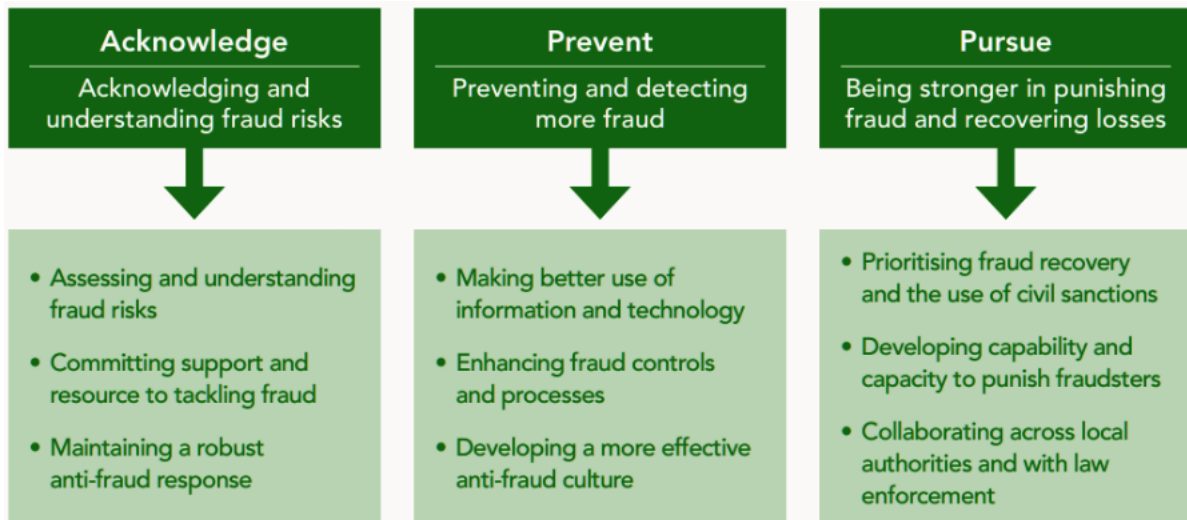 Acknowledge
Acknowledging and
understanding fraud risks
• Assessing and understanding
fraud risks
• Committing support and
resource to tackling fraud
• Maintaining a robust
anti-fraud response
Prevent
Preventing and detecting
more fraud
• Making better use of
information and technology
• Enhancing fraud controls
and processes
• Developing a more effective
anti-fraud culture
Pursue
Being stronger in punishing
fraud and recovering losses
• Prioritising fraud recovery
and the use of civil sanctions
• Developing capability and
capacity to punish fraudsters
• Collaborating across local
authorities and with law
enforcement